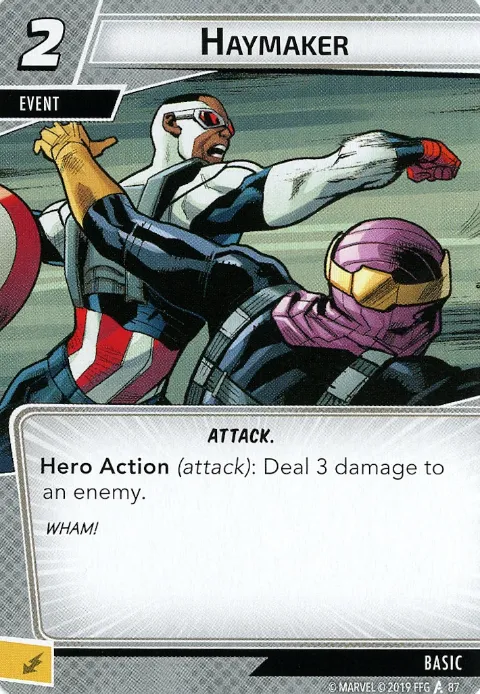 2
HAYMAKER
EVENT
ATTACK.
Hero Action (attack): Deal 3 damage to
an enemy.
WHAM!
BASIC
© MARVEL © 2019 FFG 87